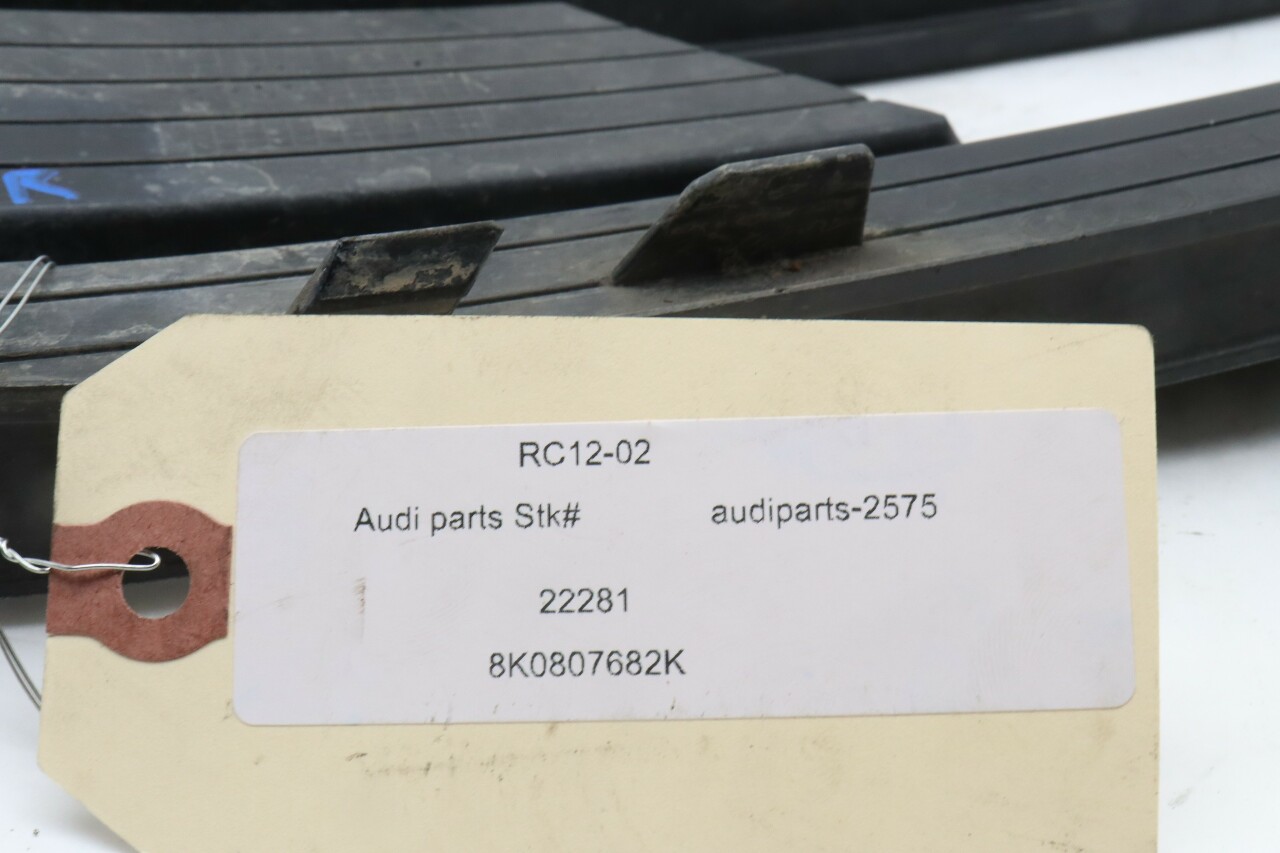 RC12-02
Audi parts Stk# audiparts-2575
22281
8K0807682K